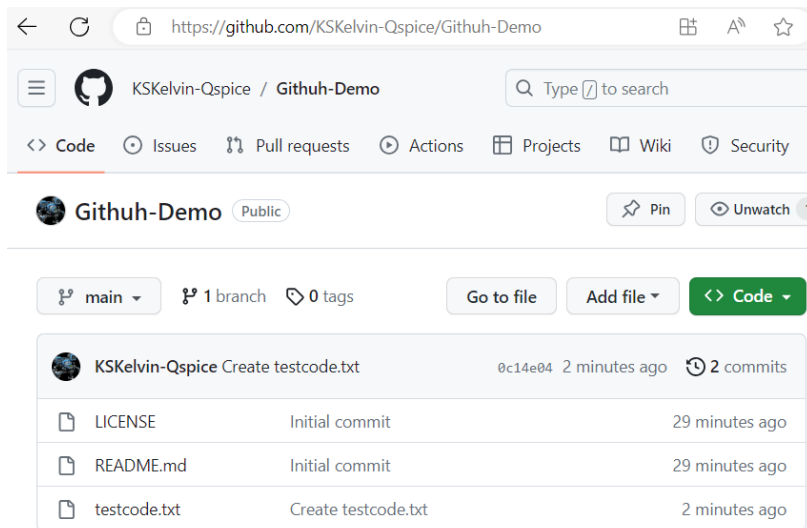 https://github.com/KSKelvin-Qspice/Githuh-Demo
KSKelvin-Qspice / Githuh-Demo Type / to search
<> Code Issues Pull requests Actions Projects Wiki Security
Githuh-Demo Public Pin Unwatch
main 1 branch 0 tags Go to file Add file <> Code
KSKelvin-Qspice Create testcode.txt 0c14e04 2 minutes ago 2 commits
LICENSE Initial commit 29 minutes ago
README.md Initial commit 29 minutes ago
testcode.txt Create testcode.txt 2 minutes ago